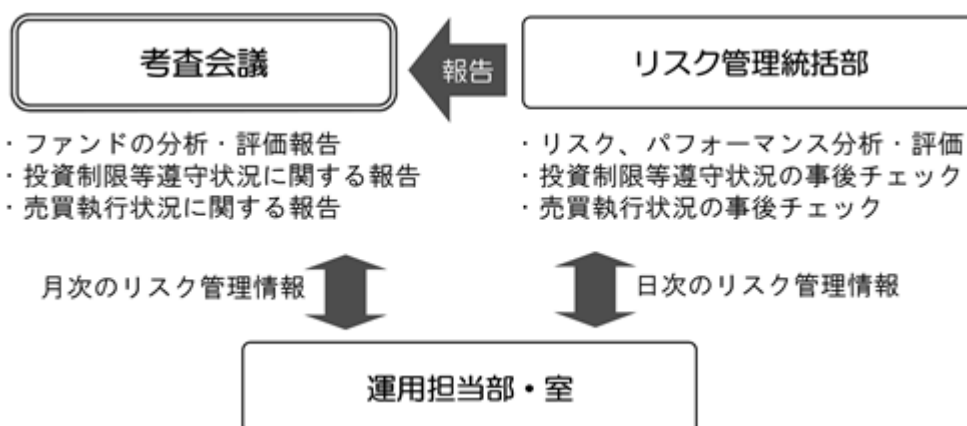 考査会議
報告
リスク管理統括部
・ファンドの分析・評価報告
・投資制限等遵守状況に関する報告
・売買執行状況に関する報告
・リスク、パフォーマンス分析・評価
・投資制限等遵守状況の事後チェック
・売買執行状況の事後チェック
月次のリスク管理情報
日次のリスク管理情報
運用担当部・室